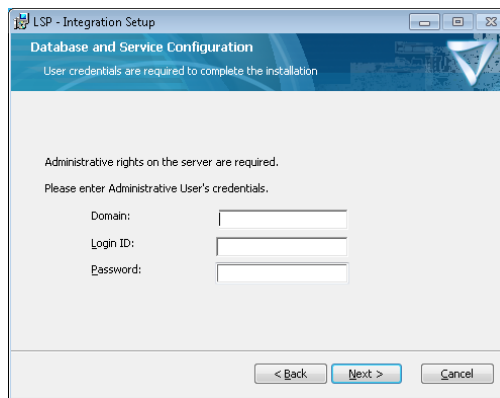 LSP - Integration Setup
Database and Service Configuration
User credentials are required to complete the installation
Administrative rights on the server are required.
Please enter Administrative User's credentials.
Domain:
Login ID:
Password:
< Back
Next >
Cancel